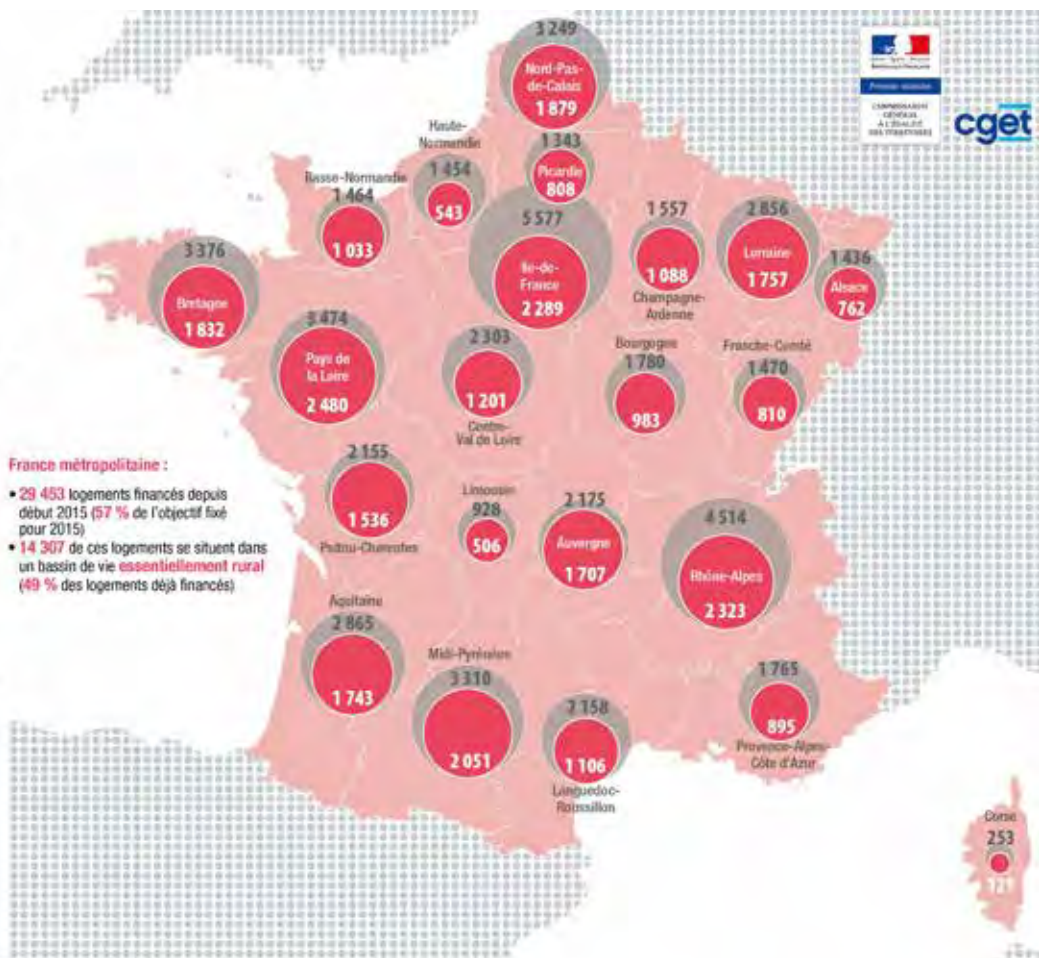 3 249
Nord-Pas-
de-Calais
1 879
Haute-
Normandie
1 454
543
1 343
Picardie
808
Basse-Normandie
1 464
1 033
5 577
Ile-de-
France
2 289
1 557
1 088
Champagne-
Ardenne
2 856
Lorraine
1 757
1 436
Alsace
762
3 376
Bretagne
1 832
3 474
Pays de
la Loire
2 480
2 303
1 201
Centre-
Val de Loire
Bourgogne
1 780
983
Franche-Comté
1 470
810
2 155
1 536
Poitou-Charentes
Limousin
928
506
2 175
Auvergne
1 707
4 514
Rhône-Alpes
2 323
Aquitaine
2 865
1 743
Midi-Pyrénées
3 310
2 051
2 158
1 106
Languedoc-
Roussillon
1 765
895
Provence-Alpes-
Côte d'Azur
Corse
253
France métropolitaine :
• 29 453 logements financés depuis
début 2015 (57 % de l'objectif fixé
pour 2015)
• 14 307 de ces logements se situent dans
un bassin de vie essentiellement rural
(49 % des logements déjà financés)
COMMISSARIAT
GÉNÉRAL
À L'ÉGALITÉ
DES TERRITOIRES
cget